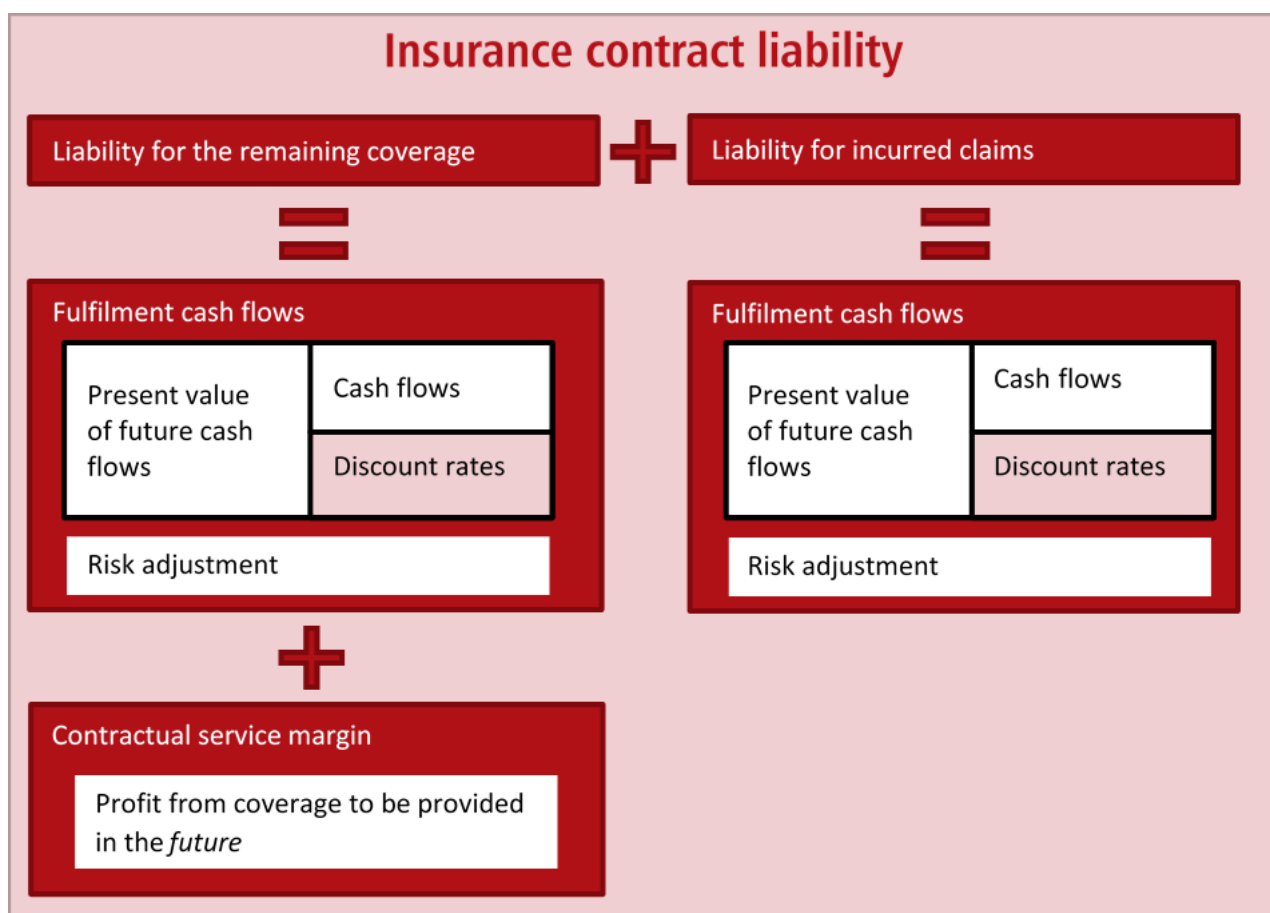 Insurance contract liability
Liability for the remaining coverage
Liability for incurred claims
Fulfilment cash flows
Present value
of future cash
flows
Cash flows
Discount rates
Risk adjustment
Fulfilment cash flows
Present value
of future cash
flows
Cash flows
Discount rates
Risk adjustment
Contractual service margin
Profit from coverage to be provided
in the future